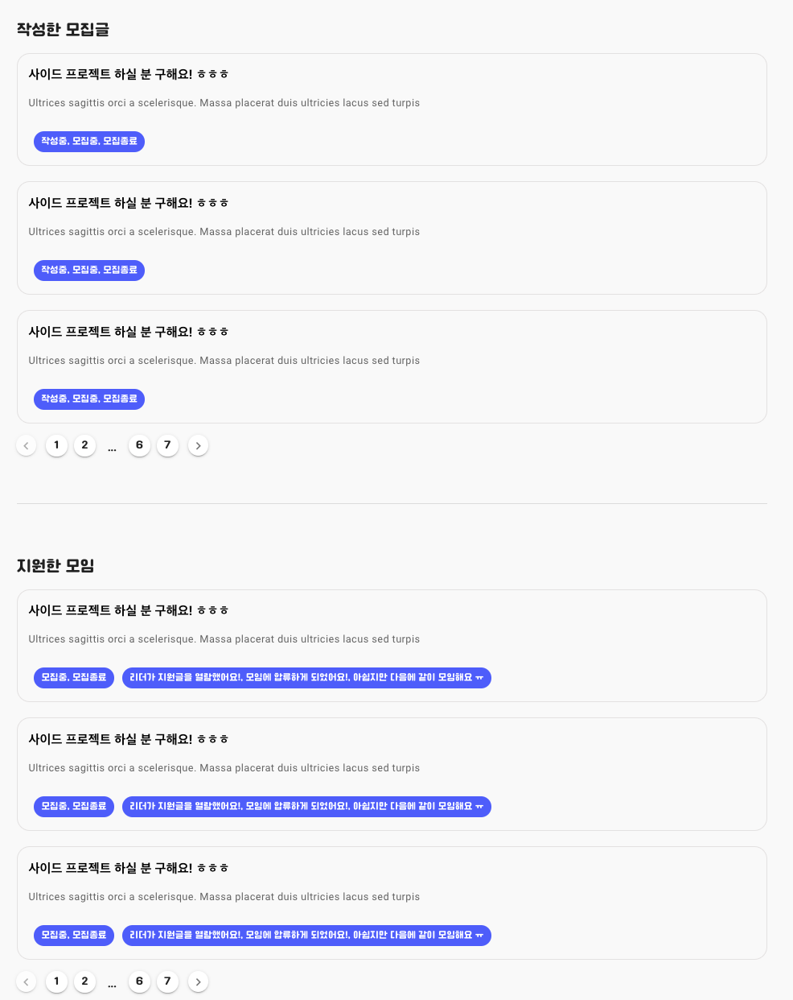 작성한 모집글
사이드 프로젝트 하실 분 구해요! ㅎㅎㅎ
Ultrices sagittis orci a scelerisque. Massa placerat duis ultricies lacus sed turpis
작성중, 모집중, 모집종료
사이드 프로젝트 하실 분 구해요! ㅎㅎㅎ
Ultrices sagittis orci a scelerisque. Massa placerat duis ultricies lacus sed turpis
작성중, 모집중, 모집종료
사이드 프로젝트 하실 분 구해요! ㅎㅎㅎ
Ultrices sagittis orci a scelerisque. Massa placerat duis ultricies lacus sed turpis
작성중, 모집중, 모집종료
1 2 ... 6 7
지원한 모임
사이드 프로젝트 하실 분 구해요! ㅎㅎㅎ
Ultrices sagittis orci a scelerisque. Massa placerat duis ultricies lacus sed turpis
모집중, 모집종료 리더가 지원글을 열람했어요!, 모임에 합류하게 되었어요!, 아쉽지만 다음에 같이 모임해요 ㅠ
사이드 프로젝트 하실 분 구해요! ㅎㅎㅎ
Ultrices sagittis orci a scelerisque. Massa placerat duis ultricies lacus sed turpis
모집중, 모집종료 리더가 지원글을 열람했어요!, 모임에 합류하게 되었어요!, 아쉽지만 다음에 같이 모임해요 ㅠ
사이드 프로젝트 하실 분 구해요! ㅎㅎㅎ
Ultrices sagittis orci a scelerisque. Massa placerat duis ultricies lacus sed turpis
모집중, 모집종료 리더가 지원글을 열람했어요!, 모임에 합류하게 되었어요!, 아쉽지만 다음에 같이 모임해요 ㅠ
1 2 ... 6 7